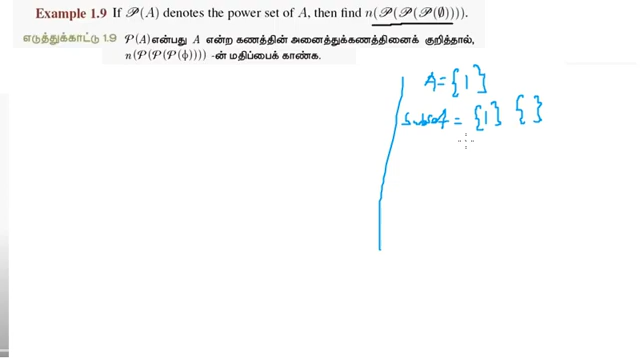 Example 1.9 If 𝒫(A) denotes the power set of A, then find n(𝒫(𝒫(𝒫(∅)))).
எடுத்துக்காட்டு 1.9 𝒫(A) என்பது A என்ற கணத்தின் அனைத்துக்கணத்தினைக் குறித்தால்,
n(𝒫(𝒫(𝒫(ϕ)))) -ன் மதிப்பைக் காண்க.
A={1}
Subset = {1} { }